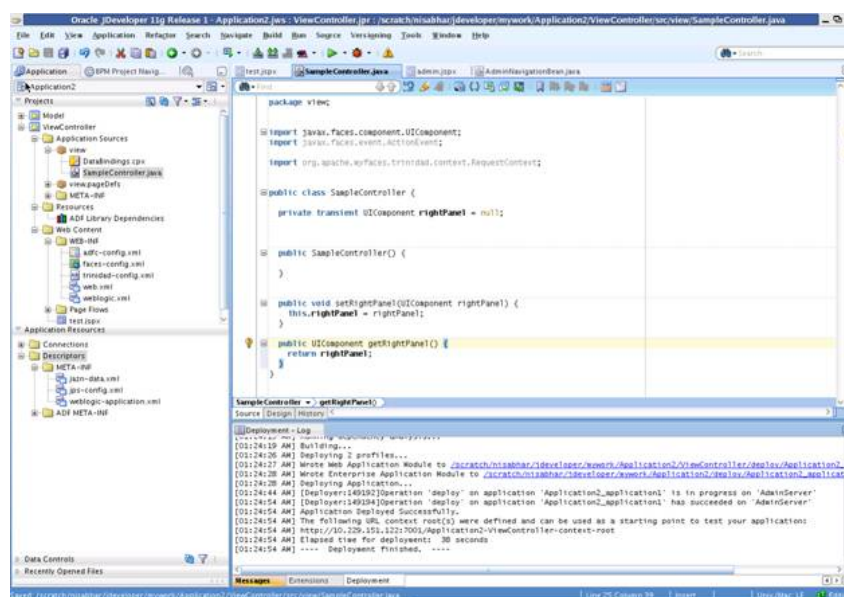 Oracle JDeveloper 11g Release 1 - Application2.jws : ViewController.jpr : /scratch/nisabhar/jdeveloper/mywork/Application2/ViewController/src/view/SampleController.java
File Edit View Application Refactor Search Navigate Build Run Source Versioning Tools Window Help
Search
Application
BPM Project Navig...
test.jspx
SampleController.java
admin.jspx
AdminNavigationBean.java
Application2
Find
Projects
Model
ViewController
Application Sources
view
DataBindings.cpx
SampleController.java
view.pageDefs
META-INF
Resources
ADF Library Dependencies
Web Content
WEB-INF
adfc-config.xml
faces-config.xml
trinidad-config.xml
web.xml
weblogic.xml
Page Flows
test.jspx
Application Resources
Connections
Descriptors
META-INF
jazn-data.xml
jps-config.xml
weblogic-application.xml
ADF META-INF
Data Controls
Recently Opened Files
package view;
import javax.faces.component.UIComponent;
import javax.faces.event.ActionEvent;
import org.apache.myfaces.trinidad.context.RequestContext;
public class SampleController {
private transient UIComponent rightPanel = null;
public SampleController() {
}
public void setRightPanel(UIComponent rightPanel) {
this.rightPanel = rightPanel;
}
public UIComponent getRightPanel() {
return rightPanel;
}
}
SampleController getRightPanel()
Source Design History
Deployment - Log
[01:24:19 AM] Building...
[01:24:26 AM] Deploying 2 profiles...
[01:24:27 AM] Wrote Web Application Module to /scratch/nisabhar/jdeveloper/mywork/Application2/ViewController/deploy/Application2_
[01:24:28 AM] Wrote Enterprise Application Module to /scratch/nisabhar/jdeveloper/mywork/Application2/deploy/Application2_applicat
[01:24:28 AM] Deploying Application...
[01:24:44 AM] [Deployer:149192]Operation 'deploy' on application 'Application2_application1' is in progress on 'AdminServer'
[01:24:54 AM] [Deployer:149194]Operation 'deploy' on application 'Application2_application1' has succeeded on 'AdminServer'
[01:24:54 AM] Application Deployed Successfully.
[01:24:54 AM] The following URL context root(s) were defined and can be used as a starting point to test your application:
[01:24:54 AM] http://10.229.151.122:7001/Application2-ViewController-context-root
[01:24:54 AM] Elapsed time for deployment: 38 seconds
[01:24:54 AM] ---- Deployment finished. ----
Messages Extensions Deployment
Line 25 Column 39 Insert Unix/Mac: LF